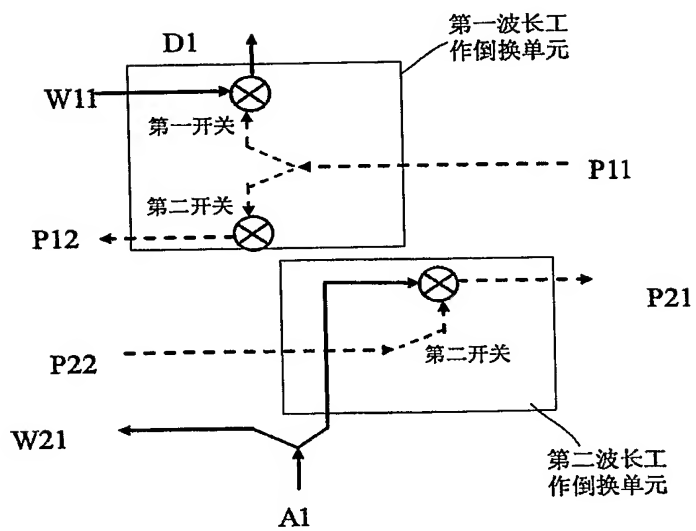 D1
第一波长工
作倒换单元
W11
第一开关
P11
第二开关
P12
P21
P22
第二开关
W21
第二波长工
作倒换单元
A1